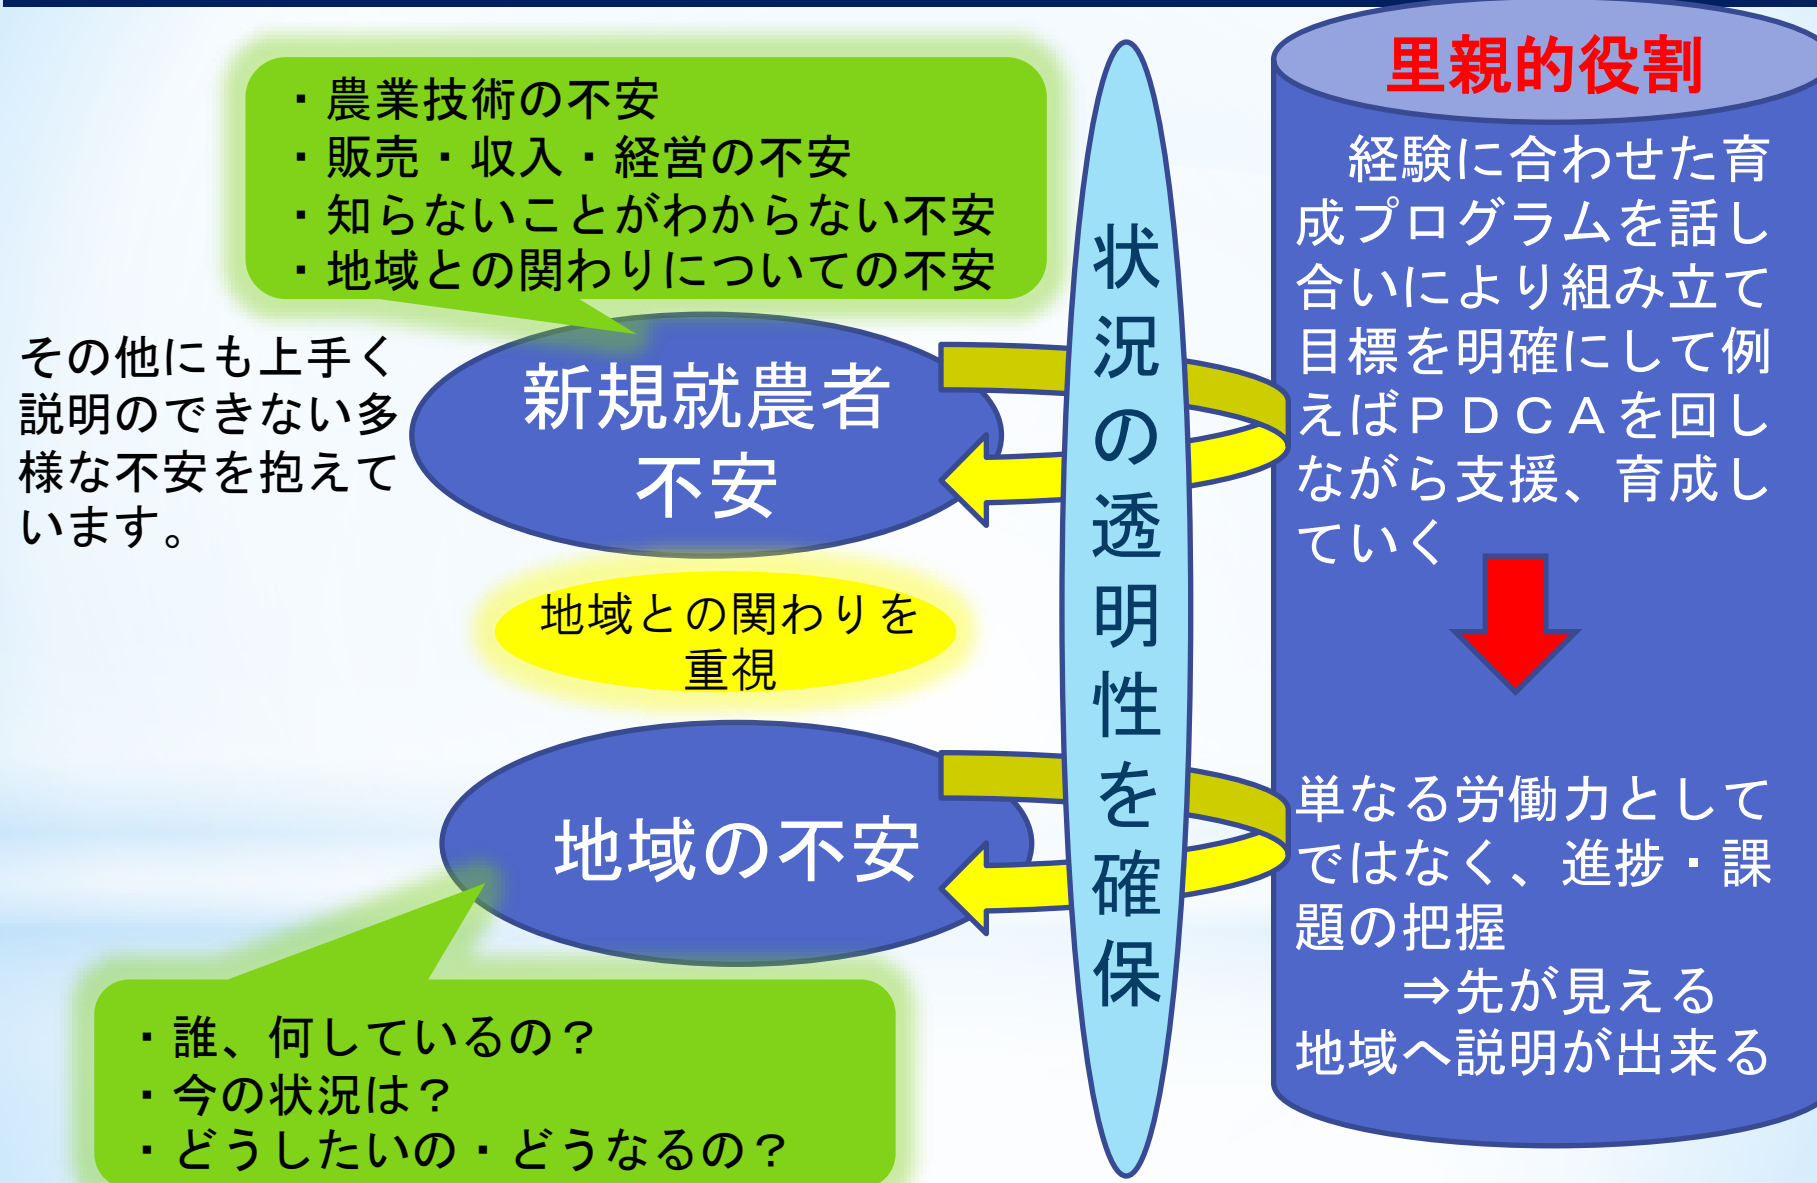 ・農業技術の不安
・販売・収入・経営の不安
・知らないことがわからない不安
・地域との関わりについての不安
その他にも上手く
説明のできない多
様な不安を抱えて
います。
新規就農者
不安
地域との関わりを
重視
地域の不安
・誰、何しているの？
・今の状況は？
・どうしたいの・どうなるの？
状況の透明性を確保
里親的役割
経験に合わせた育
成プログラムを話し
合いにより組み立て
目標を明確にして例
えばＰＤＣＡを回し
ながら支援、育成し
ていく
単なる労働力として
ではなく、進捗・課
題の把握
⇒先が見える
地域へ説明が出来る